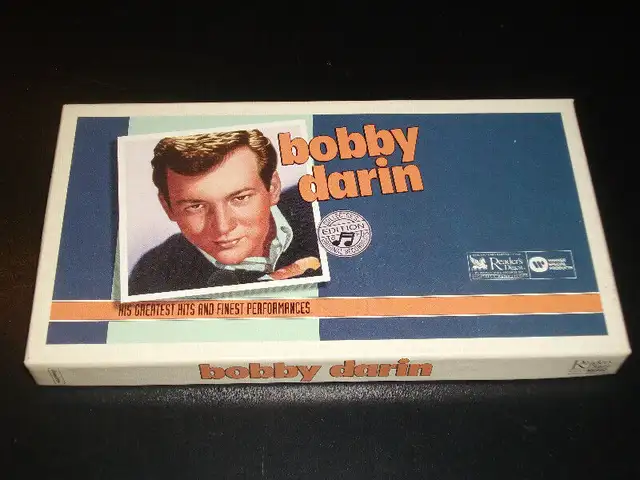 bobby
darin
EDITION
Reader's
Digest
HIS GREATEST HITS AND FINEST PERFORMANCES
bobby darin